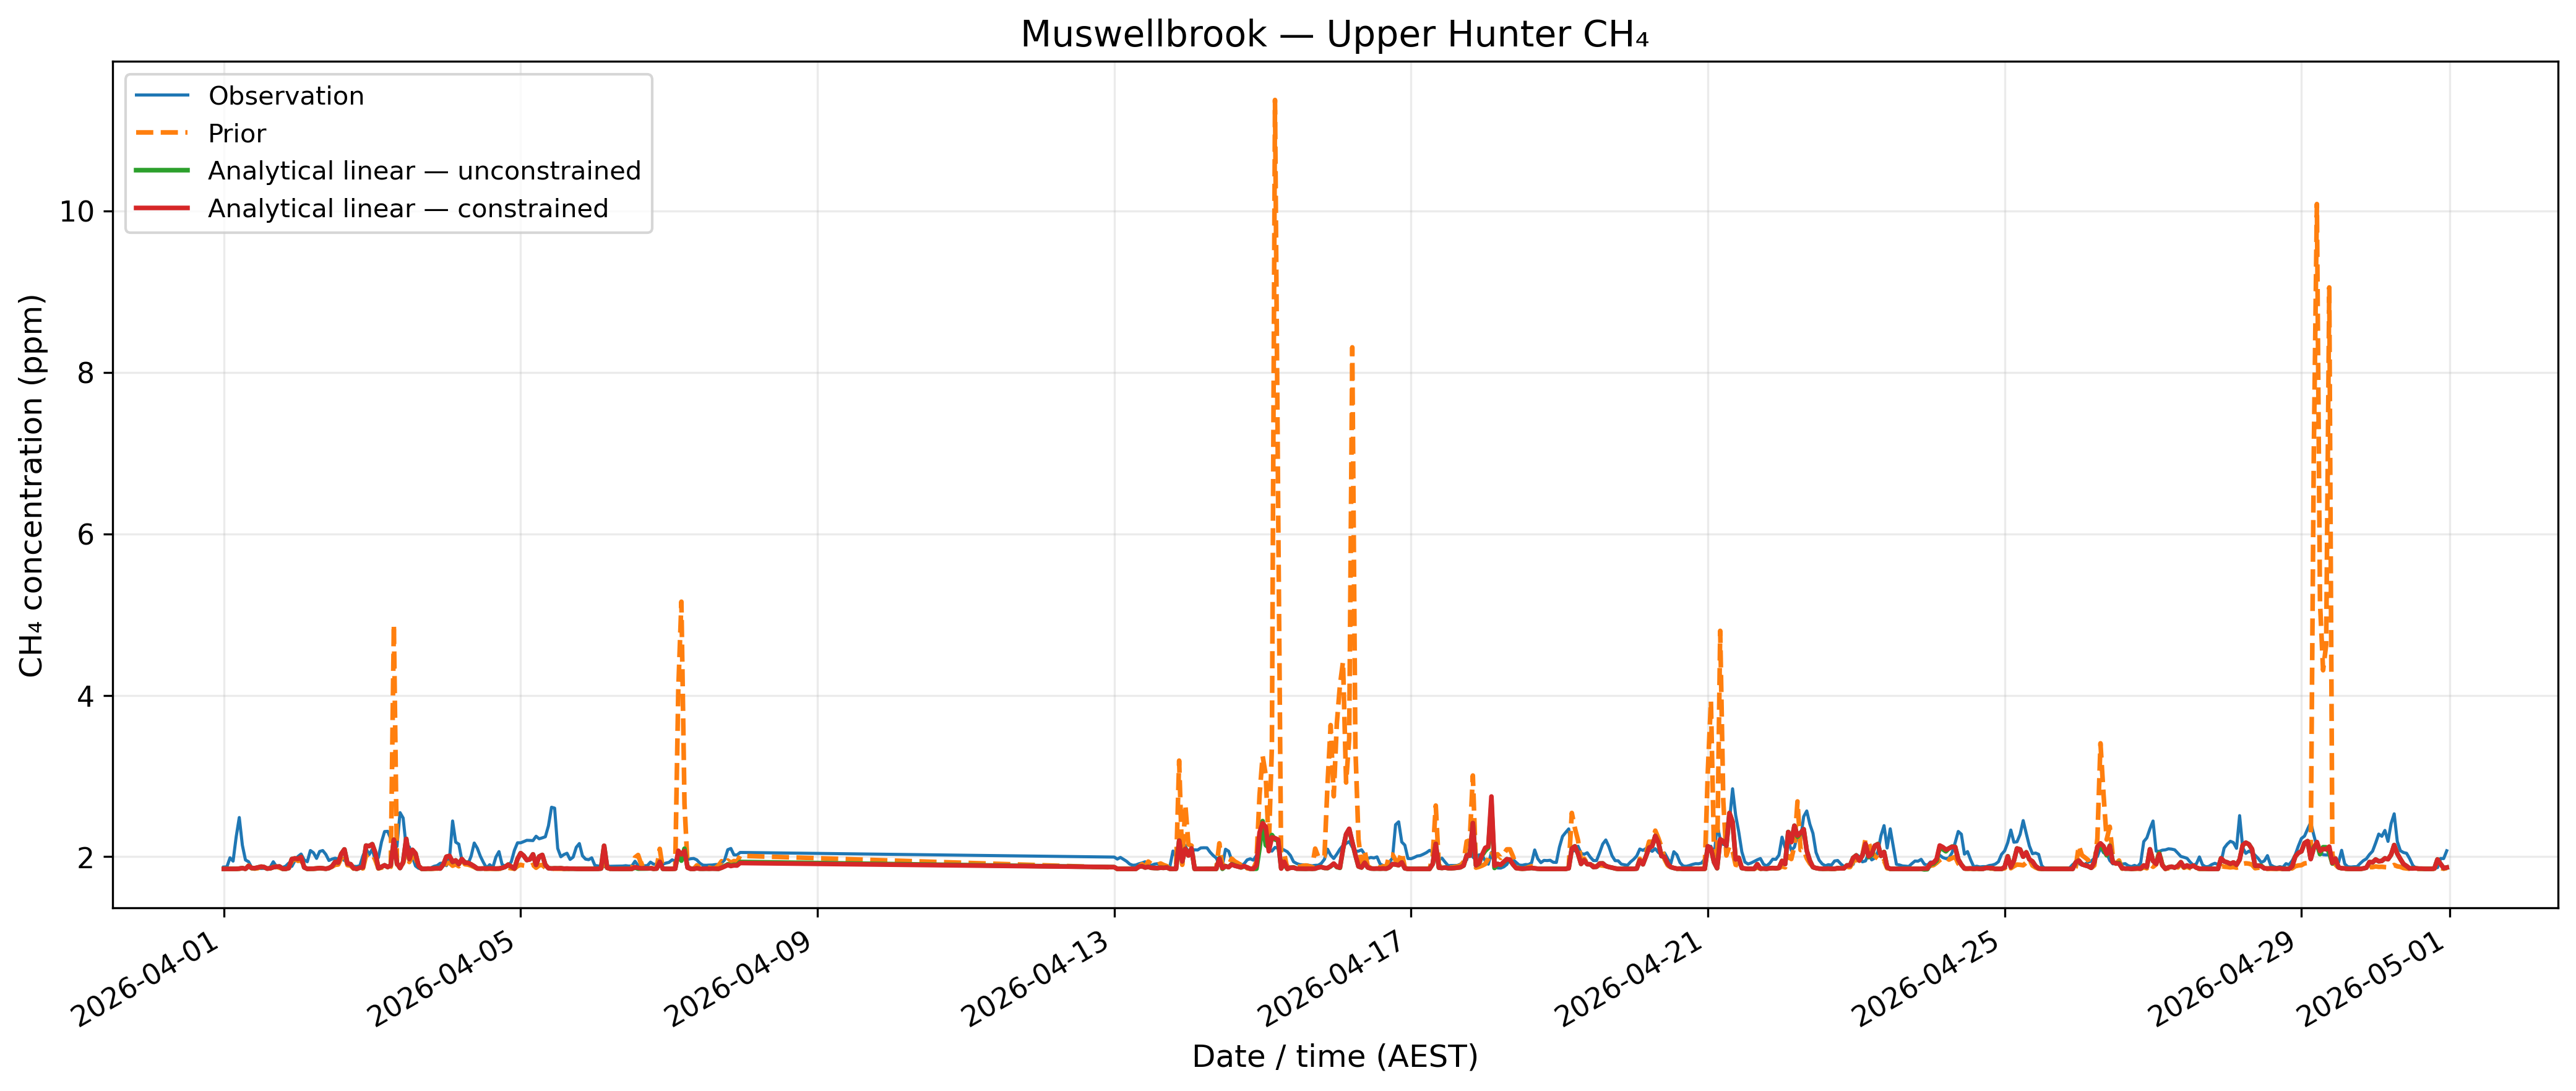 Muswellbrook — Upper Hunter CH₄
Observation
Prior
Analytical linear — unconstrained
Analytical linear — constrained
CH₄ concentration (ppm)
10
8
6
4
2
2026-04-01
2026-04-05
2026-04-09
2026-04-13
2026-04-17
2026-04-21
2026-04-25
2026-04-29
2026-05-01
Date / time (AEST)